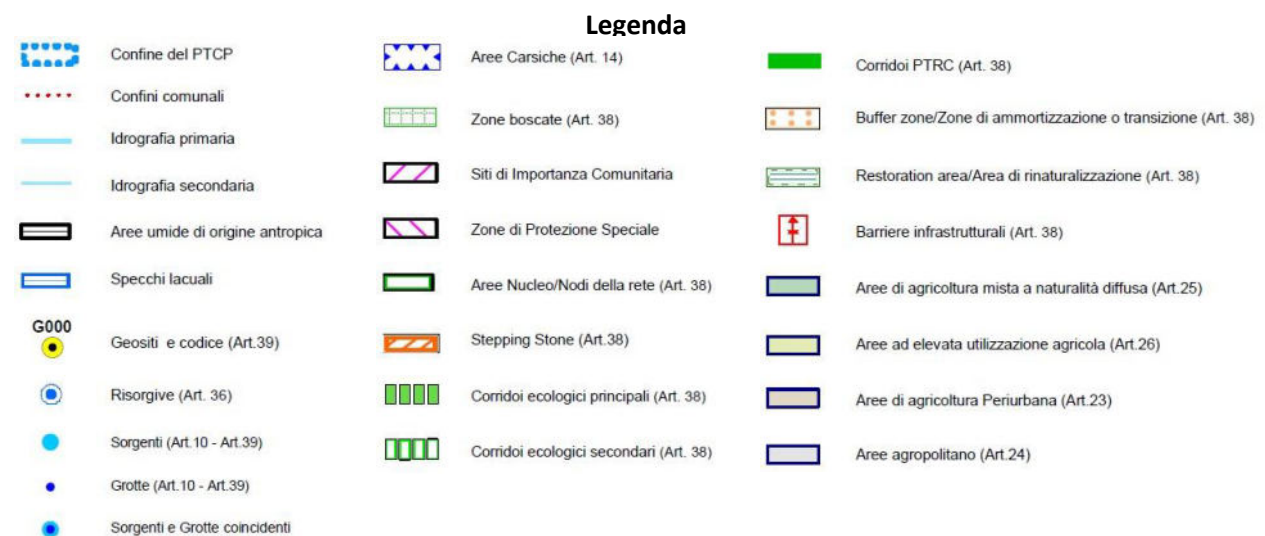 Legenda
Confine del PTCP
Confini comunali
Idrografia primaria
Idrografia secondaria
Aree umide di origine antropica
Specchi lacuali
G000
Geositi e codice (Art.39)
Risorgive (Art. 36)
Sorgenti (Art.10 - Art.39)
Grotte (Art.10 - Art.39)
Sorgenti e Grotte coincidenti
Aree Carsiche (Art. 14)
Zone boscate (Art. 38)
Siti di Importanza Comunitaria
Zone di Protezione Speciale
Aree Nucleo/Nodi della rete (Art. 38)
Stepping Stone (Art.38)
Corridoi ecologici principali (Art. 38)
Corridoi ecologici secondari (Art. 38)
Corridoi PTRC (Art. 38)
Buffer zone/Zone di ammortizzazione o transizione (Art. 38)
Restoration area/Area di rinaturalizzazione (Art. 38)
Barriere infrastrutturali (Art. 38)
Aree di agricoltura mista a naturalità diffusa (Art.25)
Aree ad elevata utilizzazione agricola (Art.26)
Aree di agricoltura Periurbana (Art.23)
Aree agropolitano (Art.24)